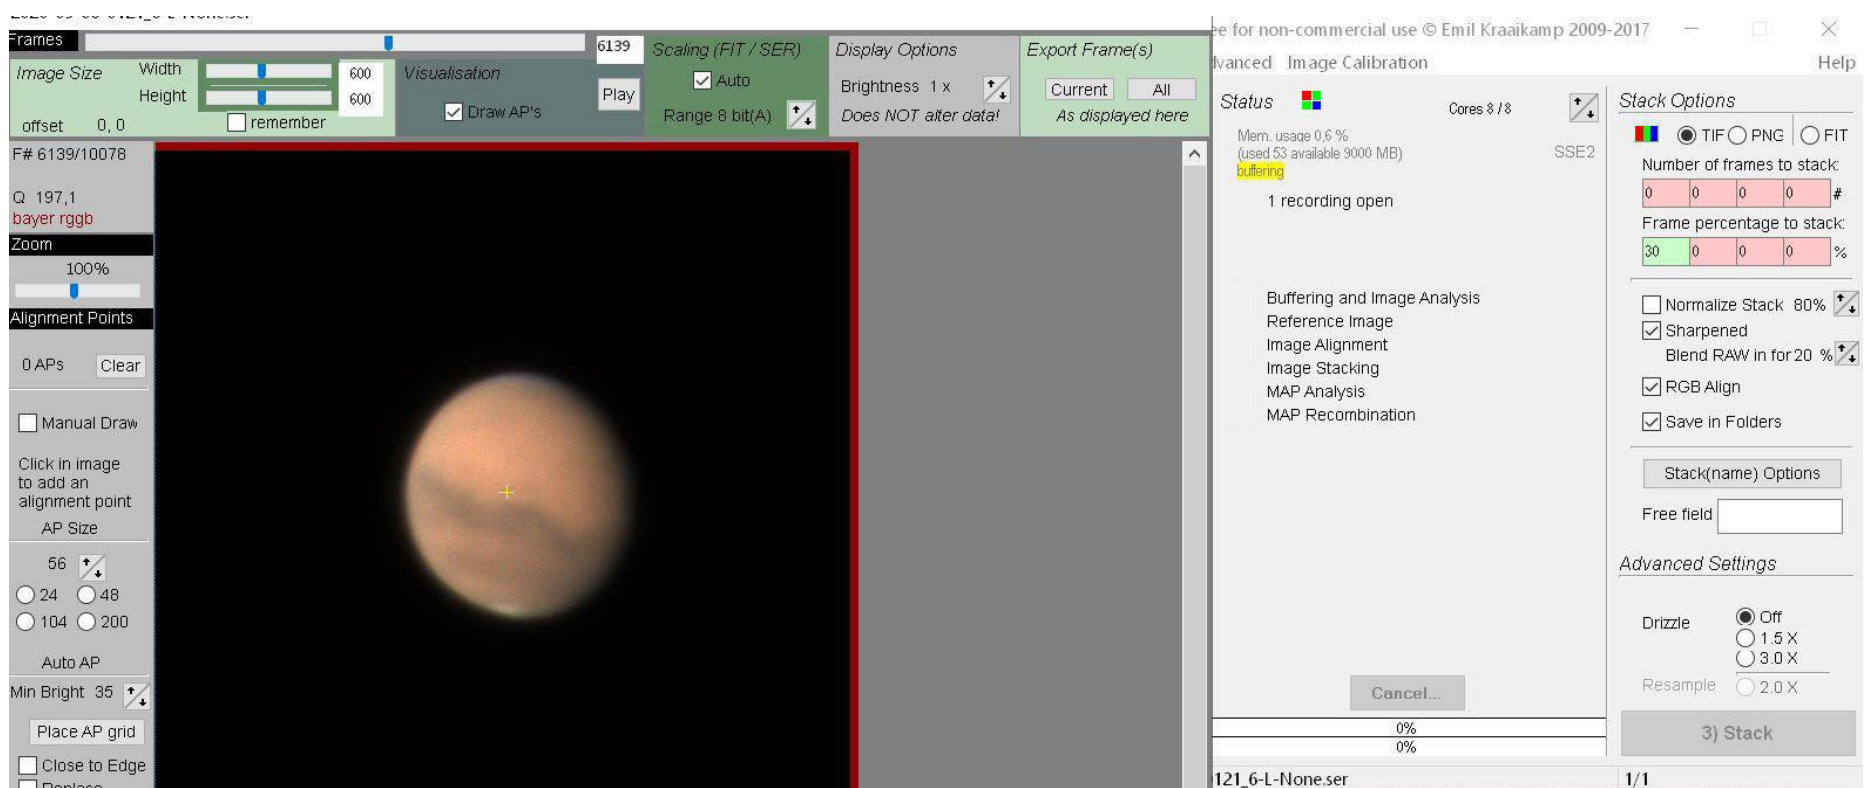 Frames
6139
Image Size
Width
600
Height
600
offset 0, 0
remember
Visualisation
Draw AP's
Play
Scaling (FIT / SER)
Auto
Range 8 bit(A)
Display Options
Brightness 1 x
Does NOT alter data!
Export Frame(s)
Current All
As displayed here
F# 6139/10078
Q 197,1
bayer rggb
Zoom
100%
Alignment Points
0 APs Clear
Manual Draw
Click in image
to add an
alignment point
AP Size
56
24 48
104 200
Auto AP
Min Bright 35
Place AP grid
Close to Edge
for non-commercial use © Emil Kraaikamp 2009-2017
Image Calibration
Help
Status
Cores 8 / 8
Mem. usage 0,6 %
(used 53 available 9000 MB)
SSE2
buffering
1 recording open
Buffering and Image Analysis
Reference Image
Image Alignment
Image Stacking
MAP Analysis
MAP Recombination
Cancel...
0%
0%
121_6-L-None.ser
1/1
Stack Options
TIF PNG FIT
Number of frames to stack:
0 0 0 0 #
Frame percentage to stack:
30 0 0 0 %
Normalize Stack 80%
Sharpened
Blend RAW in for 20 %
RGB Align
Save in Folders
Stack(name) Options
Free field
Advanced Settings
Drizzle
Off
1.5 X
3.0 X
Resample 2.0 X
3) Stack